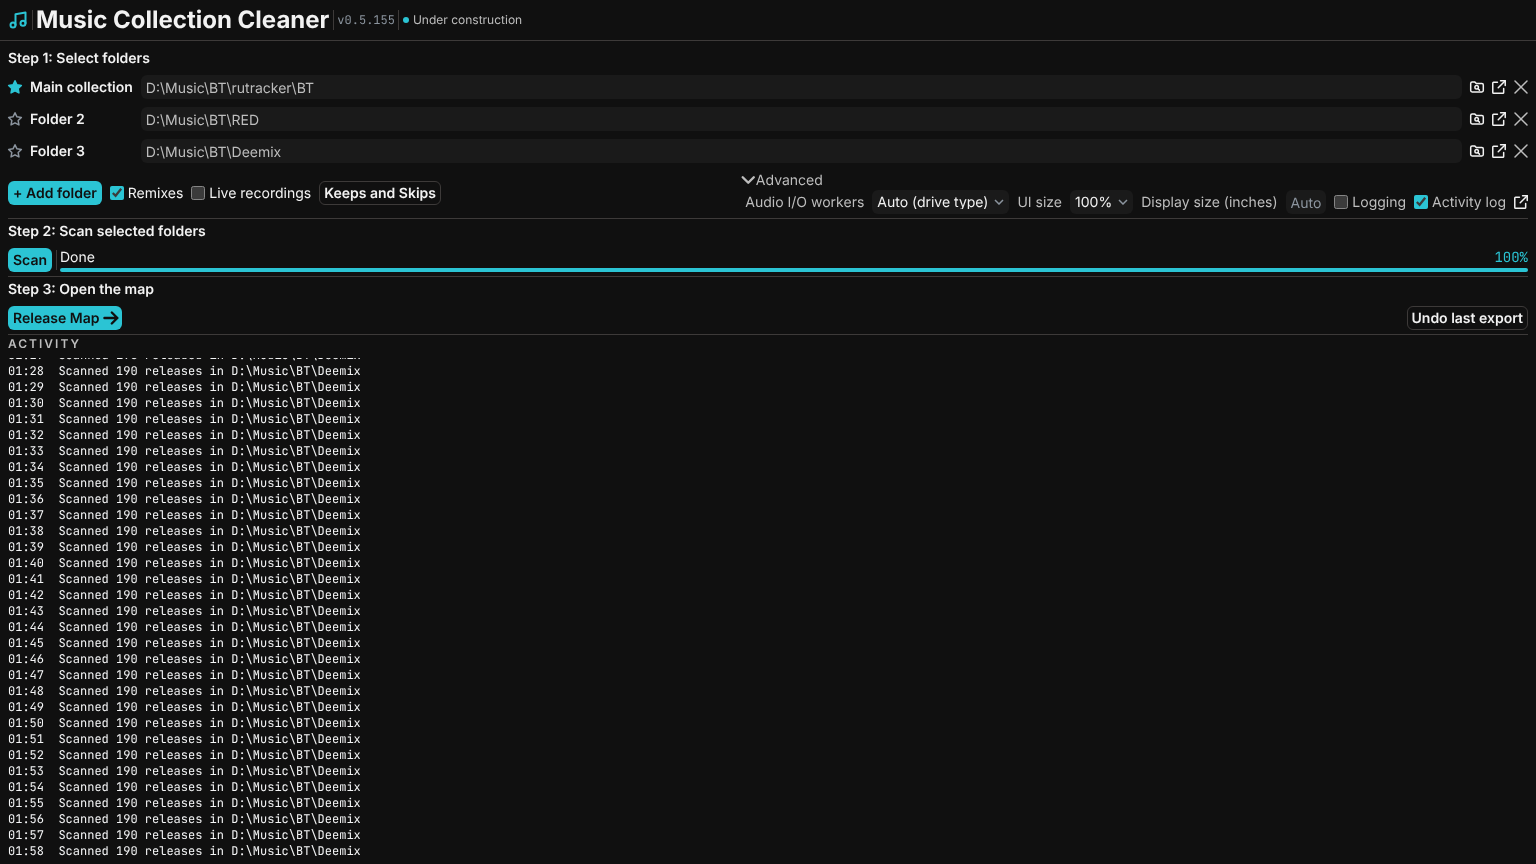 Music Collection Cleaner v0.5.155 Under construction
Step 1: Select folders
Main collection D:\Music\BT\rutracker\BT
Folder 2 D:\Music\BT\RED
Folder 3 D:\Music\BT\Deemix
+ Add folder Remixes Live recordings Keeps and Skips
Advanced
Audio I/O workers Auto (drive type) UI size 100% Display size (inches) Auto Logging Activity log
Step 2: Scan selected folders
Scan Done 100%
Step 3: Open the map
Release Map Undo last export
ACTIVITY
01:28 Scanned 190 releases in D:\Music\BT\Deemix
01:29 Scanned 190 releases in D:\Music\BT\Deemix
01:30 Scanned 190 releases in D:\Music\BT\Deemix
01:31 Scanned 190 releases in D:\Music\BT\Deemix
01:32 Scanned 190 releases in D:\Music\BT\Deemix
01:33 Scanned 190 releases in D:\Music\BT\Deemix
01:34 Scanned 190 releases in D:\Music\BT\Deemix
01:35 Scanned 190 releases in D:\Music\BT\Deemix
01:36 Scanned 190 releases in D:\Music\BT\Deemix
01:37 Scanned 190 releases in D:\Music\BT\Deemix
01:38 Scanned 190 releases in D:\Music\BT\Deemix
01:39 Scanned 190 releases in D:\Music\BT\Deemix
01:40 Scanned 190 releases in D:\Music\BT\Deemix
01:41 Scanned 190 releases in D:\Music\BT\Deemix
01:42 Scanned 190 releases in D:\Music\BT\Deemix
01:43 Scanned 190 releases in D:\Music\BT\Deemix
01:44 Scanned 190 releases in D:\Music\BT\Deemix
01:45 Scanned 190 releases in D:\Music\BT\Deemix
01:46 Scanned 190 releases in D:\Music\BT\Deemix
01:47 Scanned 190 releases in D:\Music\BT\Deemix
01:48 Scanned 190 releases in D:\Music\BT\Deemix
01:49 Scanned 190 releases in D:\Music\BT\Deemix
01:50 Scanned 190 releases in D:\Music\BT\Deemix
01:51 Scanned 190 releases in D:\Music\BT\Deemix
01:52 Scanned 190 releases in D:\Music\BT\Deemix
01:53 Scanned 190 releases in D:\Music\BT\Deemix
01:54 Scanned 190 releases in D:\Music\BT\Deemix
01:55 Scanned 190 releases in D:\Music\BT\Deemix
01:56 Scanned 190 releases in D:\Music\BT\Deemix
01:57 Scanned 190 releases in D:\Music\BT\Deemix
01:58 Scanned 190 releases in D:\Music\BT\Deemix